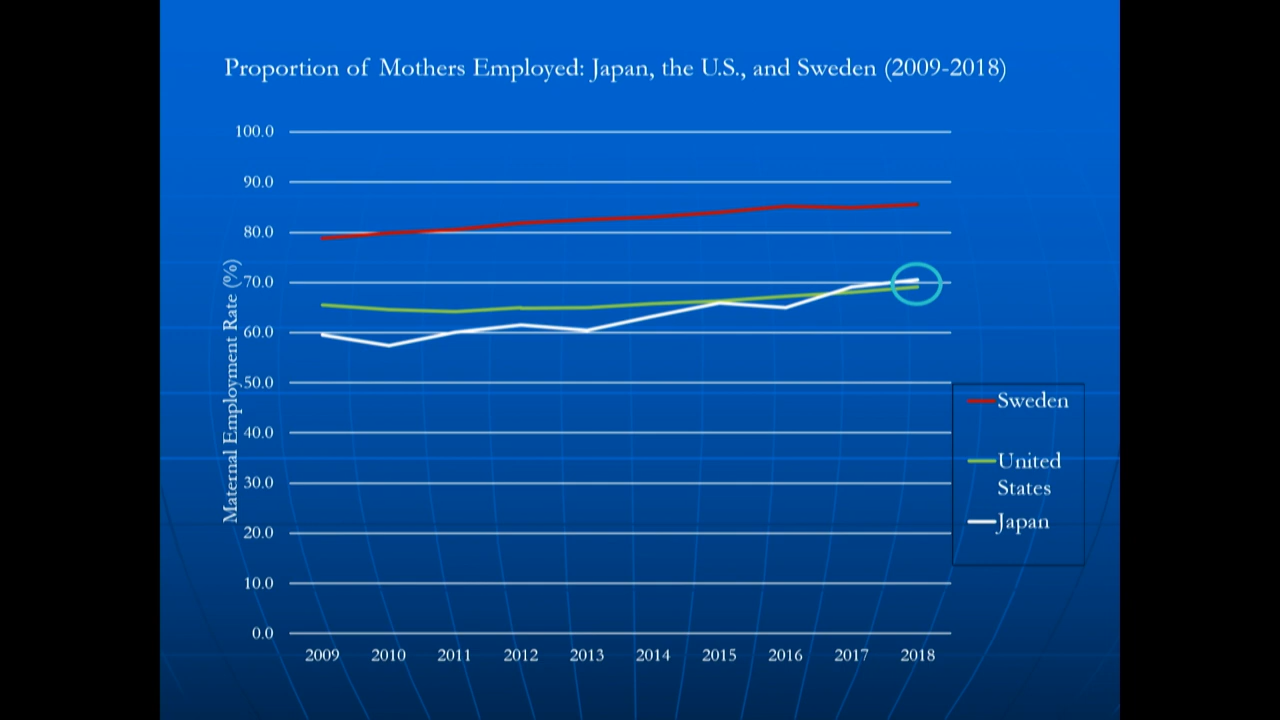 Proportion of Mothers Employed: Japan, the U.S., and Sweden (2009-2018)
100.0
90.0
80.0
70.0
60.0
50.0
40.0
30.0
20.0
10.0
0.0
Maternal Employment Rate (%)
2009 2010 2011 2012 2013 2014 2015 2016 2017 2018
Sweden
United
States
Japan